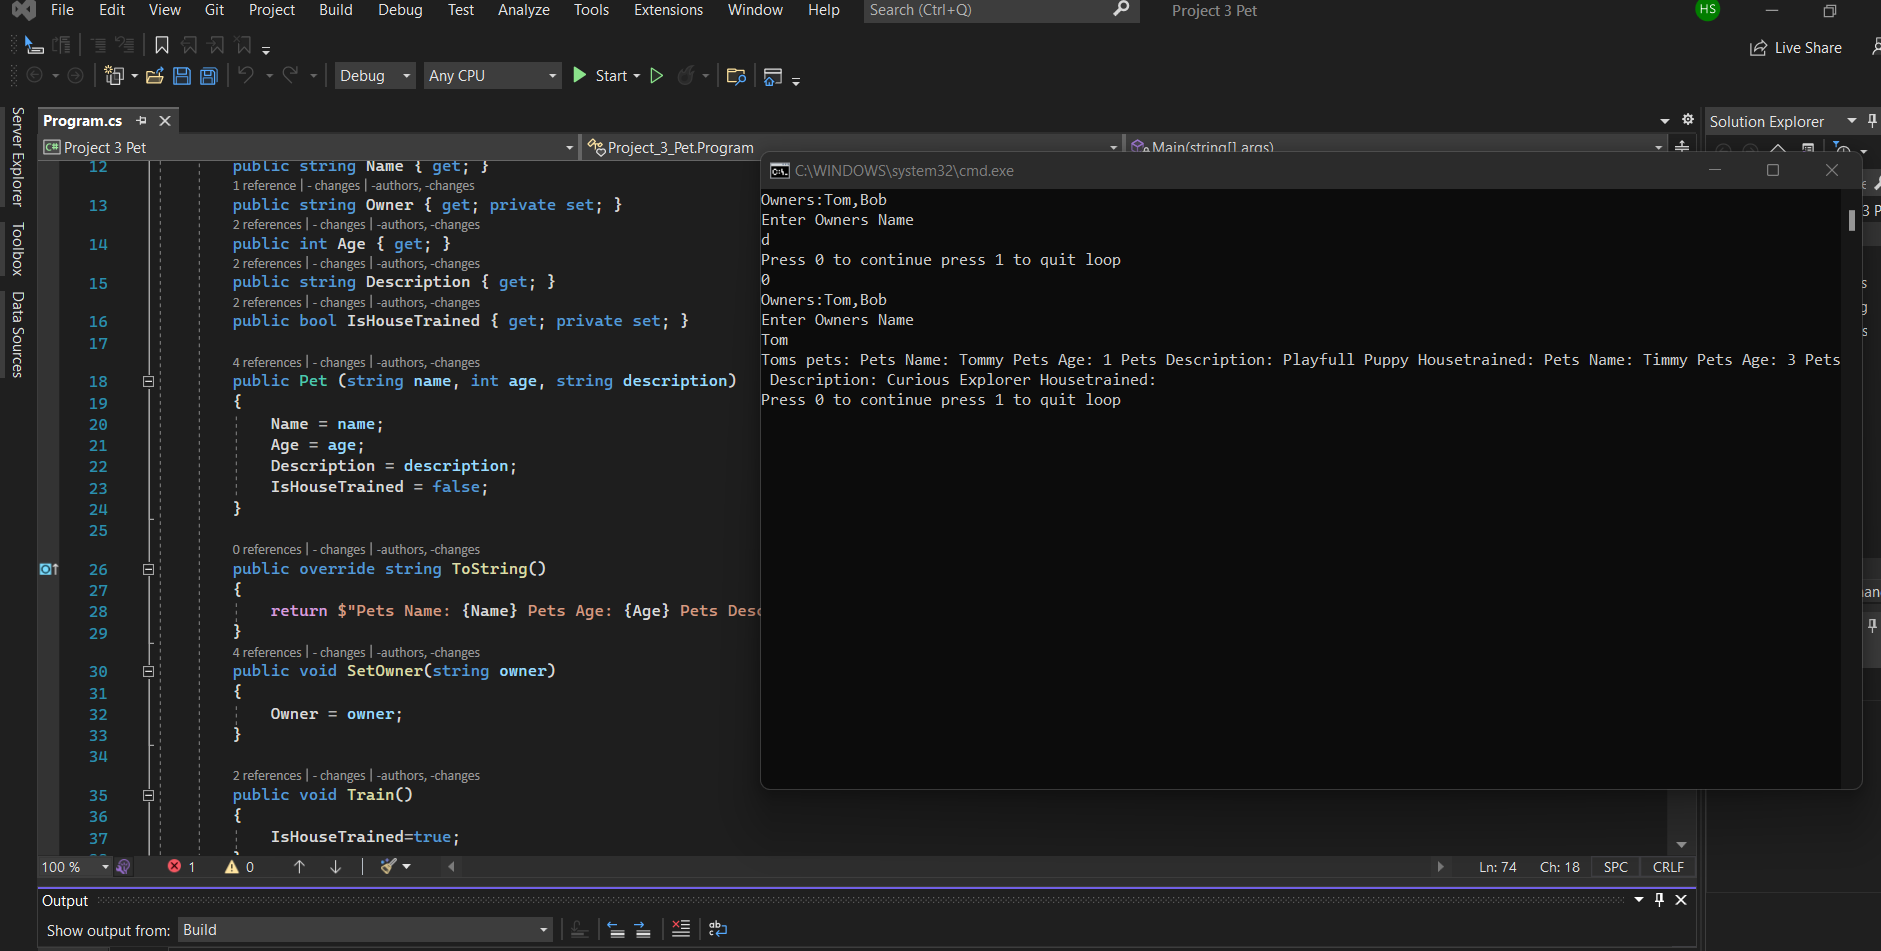 File Edit View Git Project Build Debug Test Analyze Tools Extensions Window Help Search (Ctrl+Q) Project 3 Pet HS
Live Share
Debug Any CPU Start
Server Explorer
Toolbox
Data Sources
Program.cs
Solution Explorer
C# Project 3 Pet Project_3_Pet.Program Main(string[] args)
12 public string Name { get; }
1 reference | - changes | -authors, -changes
13 public string Owner { get; private set; }
2 references | - changes | -authors, -changes
14 public int Age { get; }
2 references | - changes | -authors, -changes
15 public string Description { get; }
2 references | - changes | -authors, -changes
16 public bool IsHouseTrained { get; private set; }
17
4 references | - changes | -authors, -changes
18 public Pet (string name, int age, string description)
19 {
20 Name = name;
21 Age = age;
22 Description = description;
23 IsHouseTrained = false;
24 }
25
0 references | - changes | -authors, -changes
26 public override string ToString()
27 {
28 return $"Pets Name: {Name} Pets Age: {Age} Pets Desc
29 }
4 references | - changes | -authors, -changes
30 public void SetOwner(string owner)
31 {
32 Owner = owner;
33 }
34
2 references | - changes | -authors, -changes
35 public void Train()
36 {
37 IsHouseTrained=true;
C:\WINDOWS\system32\cmd.exe
Owners:Tom,Bob
Enter Owners Name
d
Press 0 to continue press 1 to quit loop
0
Owners:Tom,Bob
Enter Owners Name
Tom
Toms pets: Pets Name: Tommy Pets Age: 1 Pets Description: Playfull Puppy Housetrained: Pets Name: Timmy Pets Age: 3 Pets
Description: Curious Explorer Housetrained:
Press 0 to continue press 1 to quit loop
3 P
100 % 1 0 Ln: 74 Ch: 18 SPC CRLF
Output
Show output from: Build